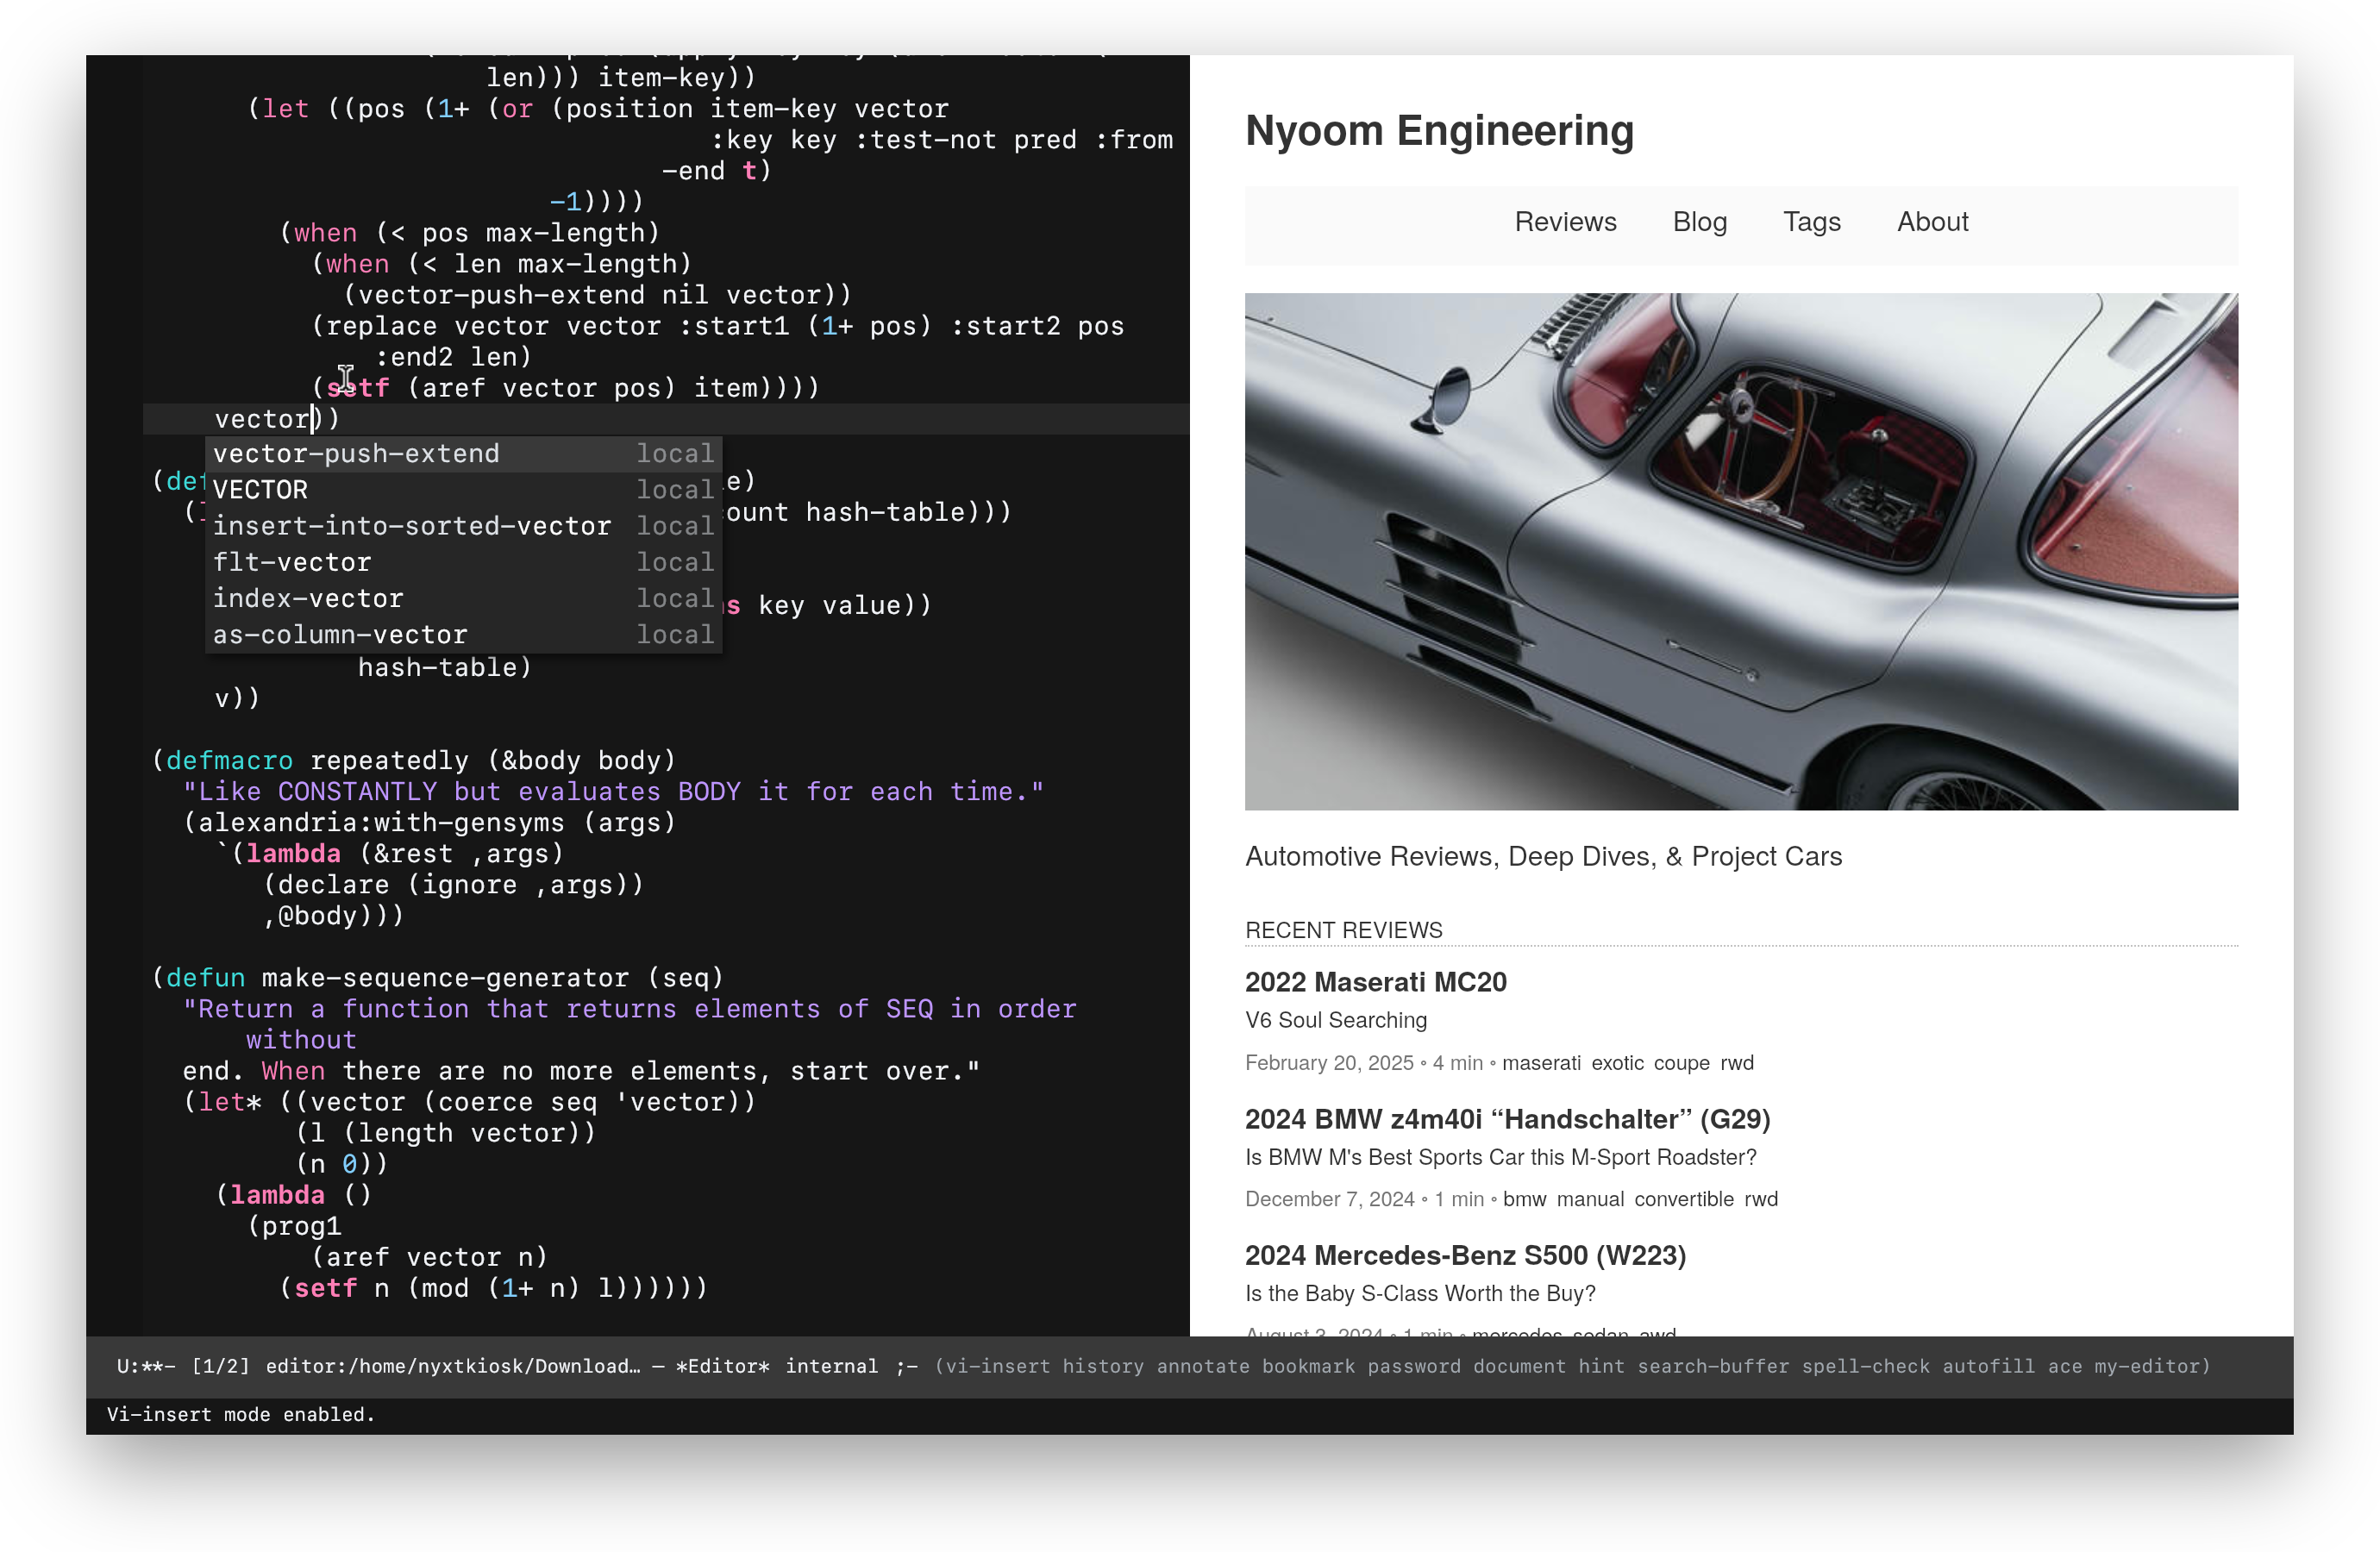 len))) item-key))
(let ((pos (1+ (or (position item-key vector
:key key :test-not pred :from
-end t)
-1))))
(when (< pos max-length)
(when (< len max-length)
(vector-push-extend nil vector))
(replace vector vector :start1 (1+ pos) :start2 pos
:end2 len)
(setf (aref vector pos) item))))
vector))
vector-push-extend local
VECTOR local
insert-into-sorted-vector local
flt-vector local
index-vector local
as-column-vector local
hash-table)))
key value))
hash-table)
v))
(defmacro repeatedly (&body body)
"Like CONSTANTLY but evaluates BODY it for each time."
(alexandria:with-gensyms (args)
`(lambda (&rest ,args)
(declare (ignore ,args))
,@body)))
(defun make-sequence-generator (seq)
"Return a function that returns elements of SEQ in order
without
end. When there are no more elements, start over."
(let* ((vector (coerce seq 'vector))
(l (length vector))
(n 0))
(lambda ()
(prog1
(aref vector n)
(setf n (mod (1+ n) l))))))
Nyoom Engineering
Reviews Blog Tags About
Automotive Reviews, Deep Dives, & Project Cars
RECENT REVIEWS
2022 Maserati MC20
V6 Soul Searching
February 20, 2025 ∘ 4 min ∘ maserati exotic coupe rwd
2024 BMW z4m40i “Handschalter” (G29)
Is BMW M's Best Sports Car this M-Sport Roadster?
December 7, 2024 ∘ 1 min ∘ bmw manual convertible rwd
2024 Mercedes-Benz S500 (W223)
Is the Baby S-Class Worth the Buy?
August 3, 2024 ∘ 1 min ∘ mercedes sedan awd
U:**- [1/2] editor:/home/nyxtkiosk/Download… — *Editor* internal ;- (vi-insert history annotate bookmark password document hint search-buffer spell-check autofill ace my-editor)
Vi-insert mode enabled.